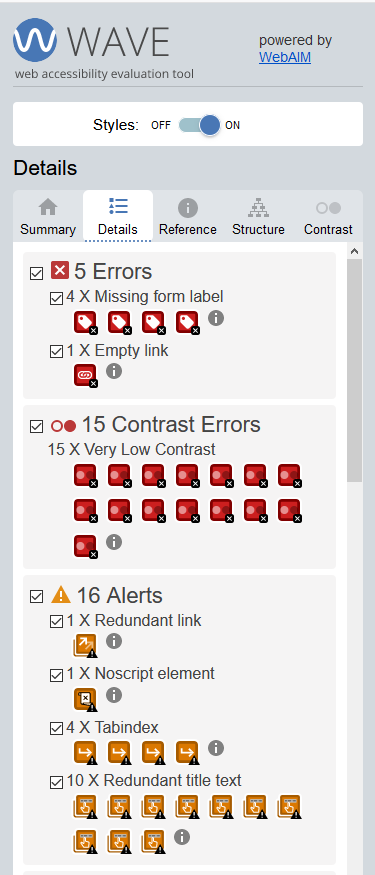 WAVE
web accessibility evaluation tool
powered by
WebAIM
Styles: OFF ON
Details
Summary Details Reference Structure Contrast
5 Errors
4 X Missing form label
1 X Empty link
15 Contrast Errors
15 X Very Low Contrast
16 Alerts
1 X Redundant link
1 X Noscript element
4 X Tabindex
10 X Redundant title text